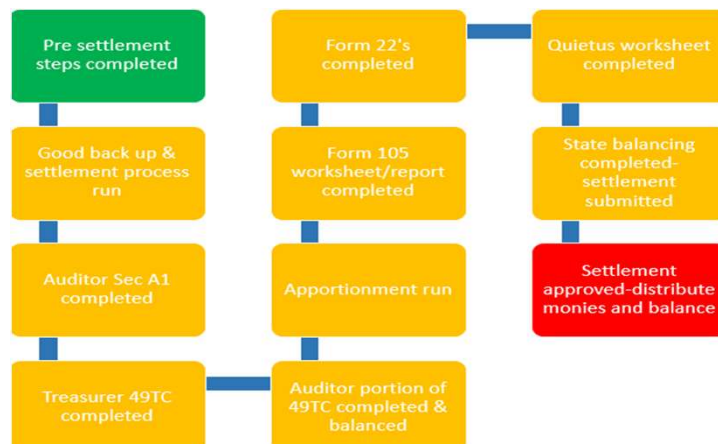 Pre settlement
steps completed
Good back up &
settlement process
run
Auditor Sec A1
completed
Treasurer 49TC
completed
Auditor portion of
49TC completed &
balanced
Apportionment run
Form 105
worksheet/report
completed
Form 22's
completed
Quietus worksheet
completed
State balancing
completed-
settlement
submitted
Settlement
approved-distribute
monies and balance